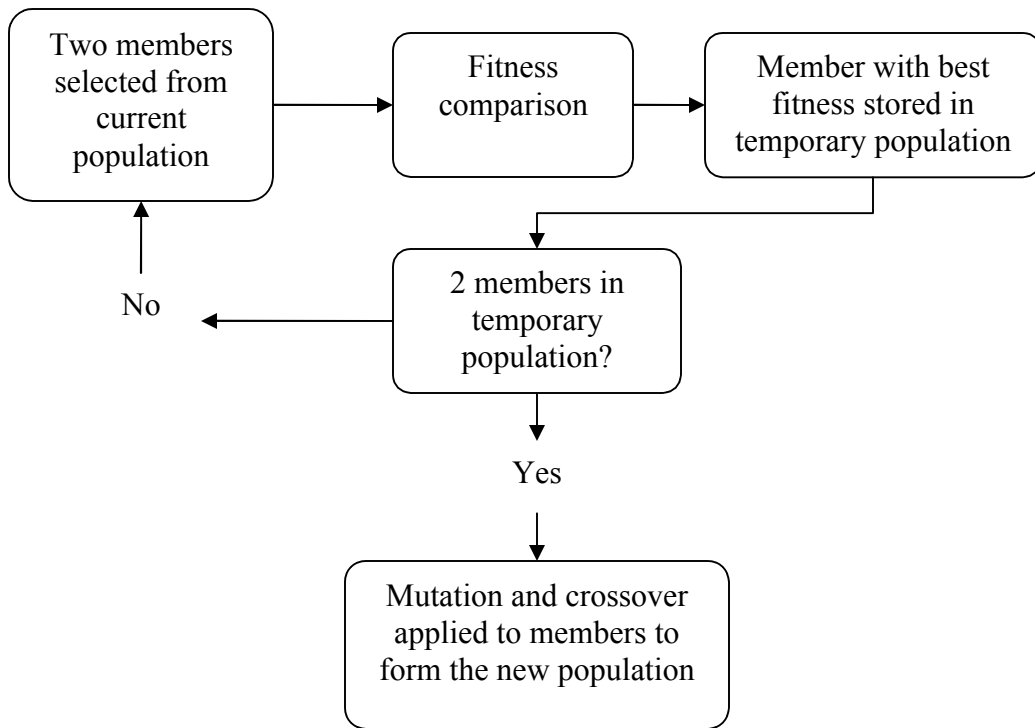 Two members
selected from
current
population
Fitness
comparison
Member with best
fitness stored in
temporary population
2 members in
temporary
population?
No
Yes
Mutation and crossover
applied to members to
form the new population